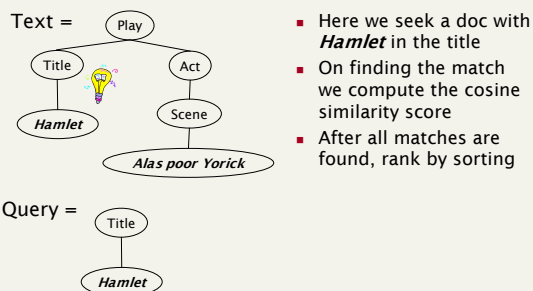 Text =
Play
Title
Act
Hamlet
Scene
Alas poor Yorick
Query =
Title
Hamlet
▪ Here we seek a doc with
Hamlet in the title
▪ On finding the match
we compute the cosine
similarity score
▪ After all matches are
found, rank by sorting